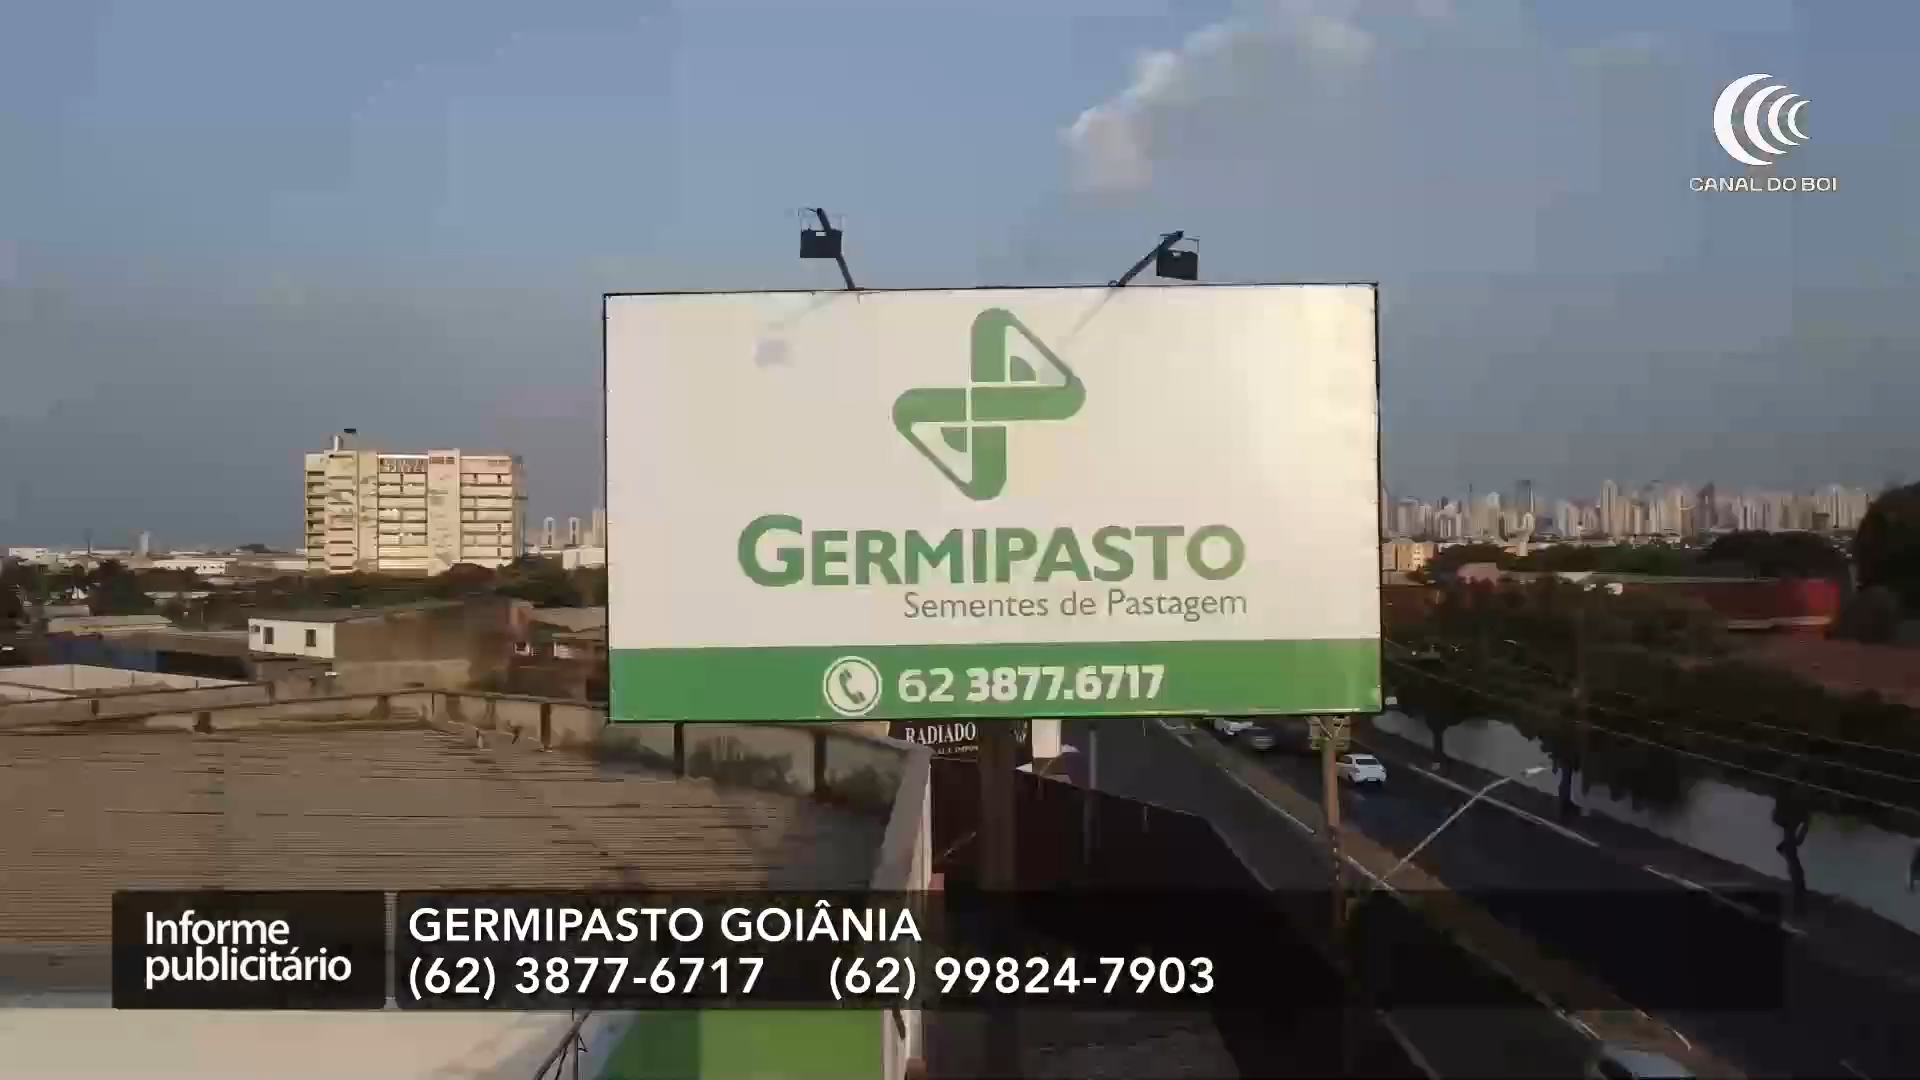 CANAL DO BOI
GERMIPASTO
Sementes de Pastagem
62 3877.6717
RADIADO
Informe
publicitário
GERMIPASTO GOIÂNIA
(62) 3877-6717 (62) 99824-7903